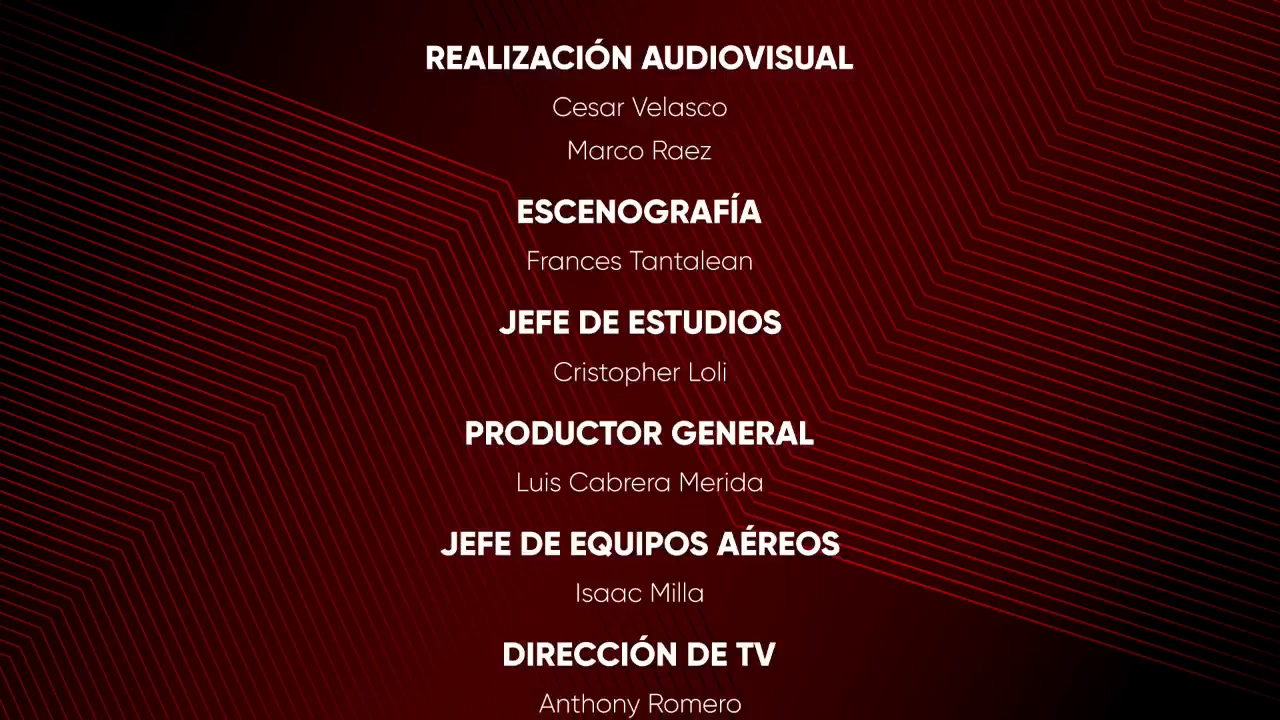 REALIZACIÓN AUDIOVISUAL
Cesar Velasco
Marco Raez
ESCENOGRAFÍA
Frances Tantalean
JEFE DE ESTUDIOS
Cristopher Loli
PRODUCTOR GENERAL
Luis Cabrera Merida
JEFE DE EQUIPOS AÉREOS
Isaac Milla
DIRECCIÓN DE TV
Anthony Romero